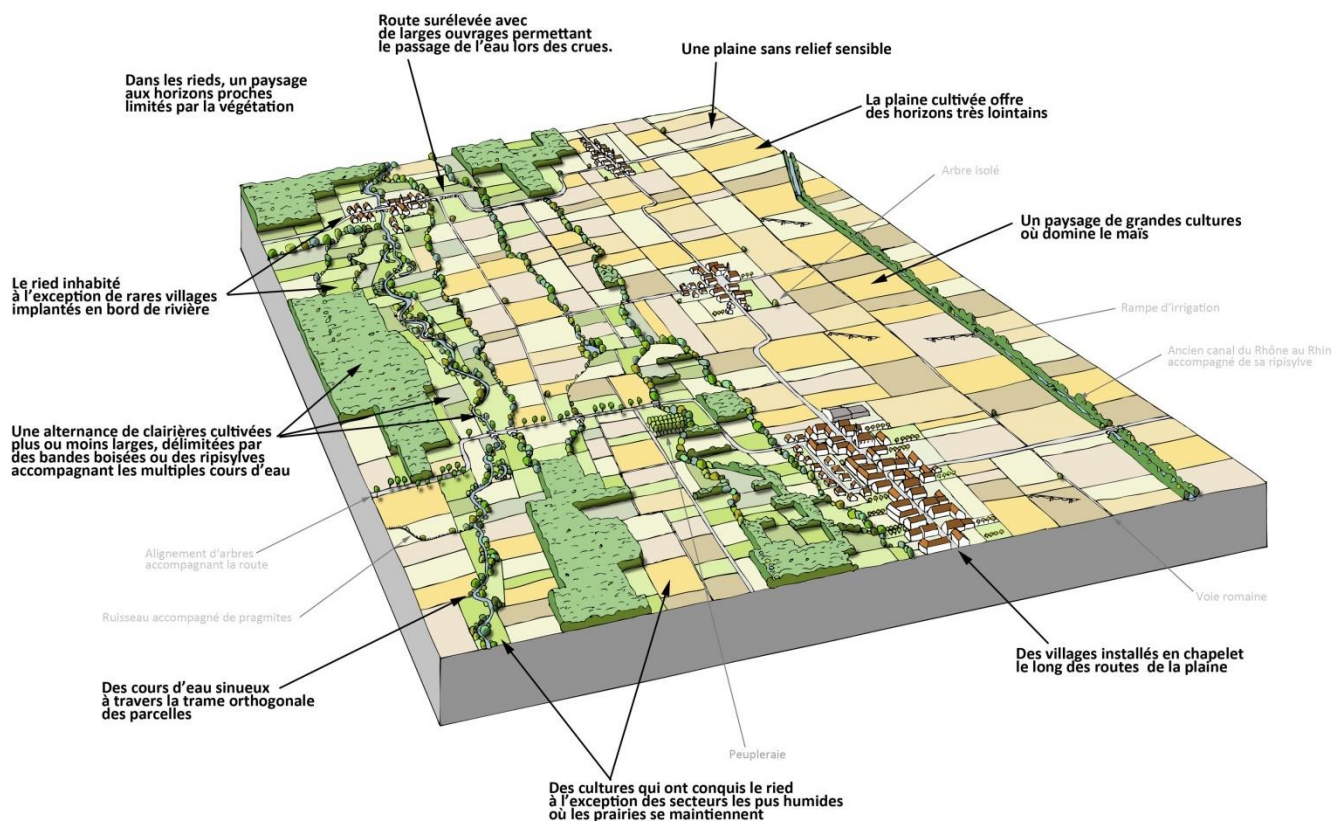 Route surélevée avec
de larges ouvrages permettant
le passage de l'eau lors des crues.
Une plaine sans relief sensible
Dans les rieds, un paysage
aux horizons proches
limités par la végétation
La plaine cultivée offre
des horizons très lointains
Arbre isolé
Un paysage de grandes cultures
où domine le maïs
Le ried inhabité
à l'exception de rares villages
implantés en bord de rivière
Rampe d'irrigation
Ancien canal du Rhône au Rhin
accompagné de sa ripisylve
Une alternance de clairières cultivées
plus ou moins larges, délimitées par
des bandes boisées ou des ripisylves
accompagnant les multiples cours d'eau
Alignement d'arbres
accompagnant la route
Ruisseau accompagné de pragmites
Voie romaine
Des villages installés en chapelet
le long des routes de la plaine
Des cours d'eau sinueux
à travers la trame orthogonale
des parcelles
Peupleraie
Des cultures qui ont conquis le ried
à l'exception des secteurs les pus humides
où les prairies se maintiennent